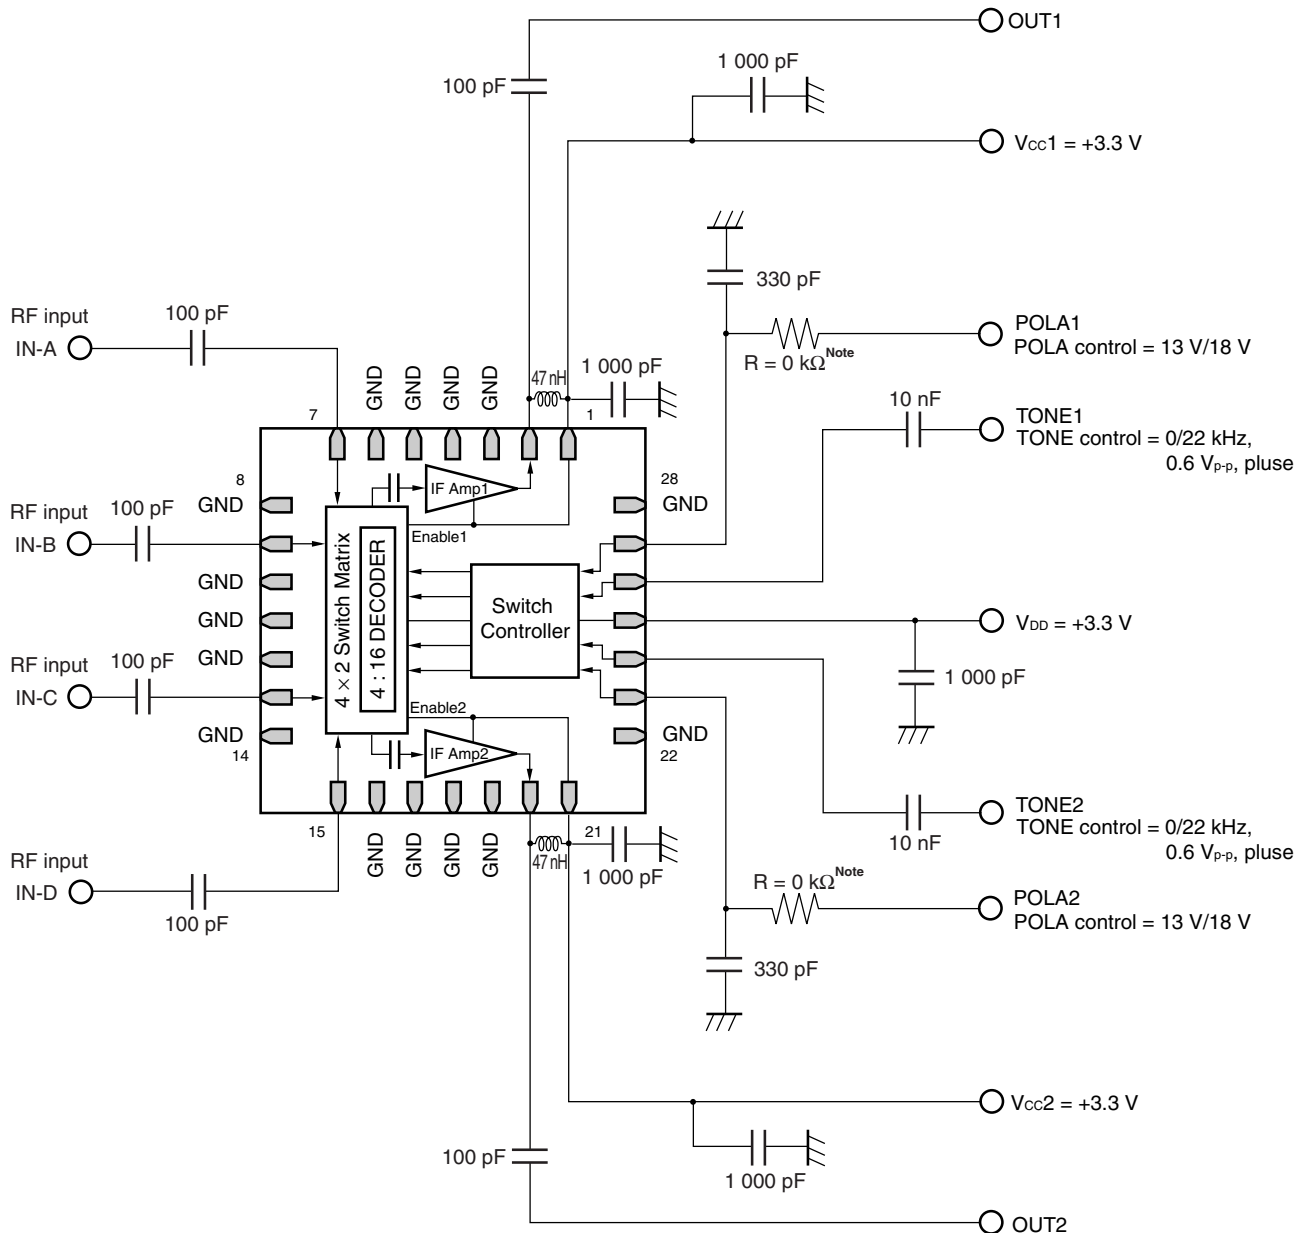 OUT1
1 000 pF
100 pF
VCC1 = +3.3 V
330 pF
RF input
IN-A
100 pF
POLA1
POLA control = 13 V/18 V
R = 0 kΩ Note
1 000 pF
47 nH
GND
GND
GND
GND
7
1
10 nF
TONE1
TONE control = 0/22 kHz,
0.6 Vp-p, pluse
8
GND
IF Amp1
28
GND
RF input
IN-B
100 pF
Enable1
GND
GND
GND
4 × 2 Switch Matrix
4 : 16 DECODER
Switch
Controller
VDD = +3.3 V
1 000 pF
RF input
IN-C
100 pF
Enable2
GND
14
IF Amp2
GND
22
TONE2
TONE control = 0/22 kHz,
0.6 Vp-p, pluse
10 nF
15
GND
GND
GND
GND
47 nH
21
1 000 pF
RF input
IN-D
100 pF
R = 0 kΩ Note
POLA2
POLA control = 13 V/18 V
330 pF
VCC2 = +3.3 V
100 pF
1 000 pF
OUT2